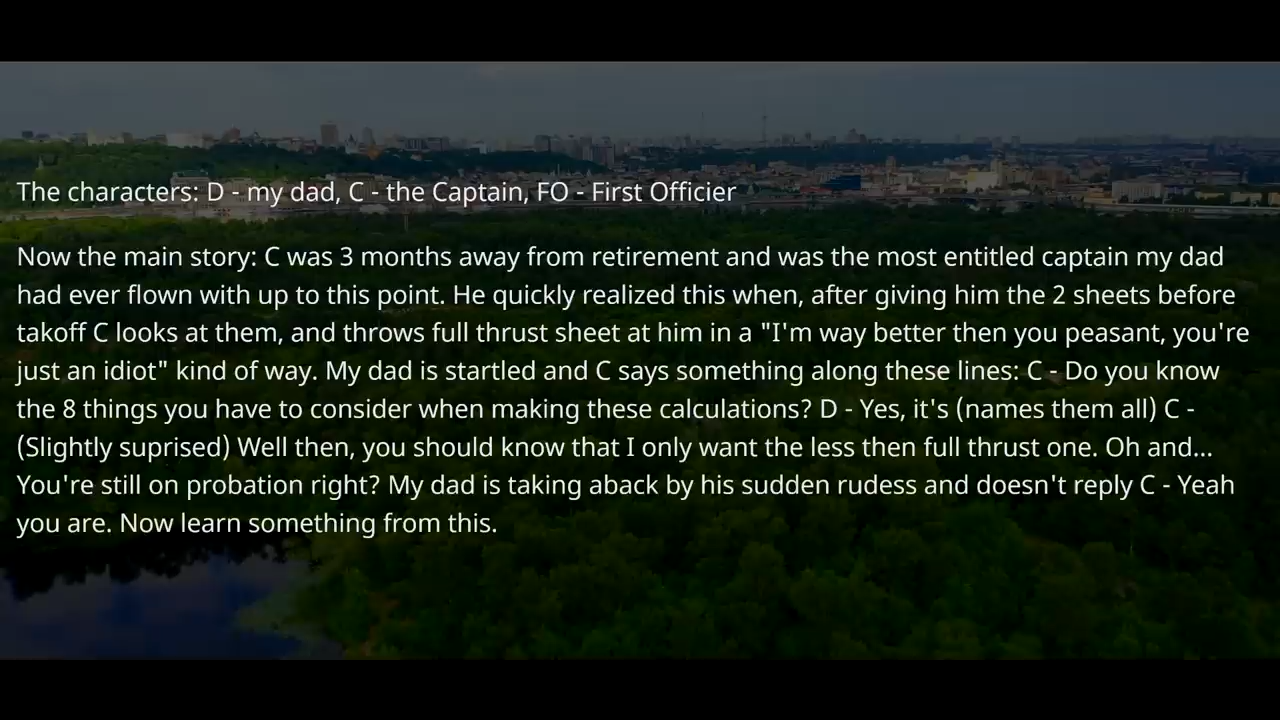 The characters: D - my dad, C - the Captain, FO - First Officier
Now the main story: C was 3 months away from retirement and was the most entitled captain my dad
had ever flown with up to this point. He quickly realized this when, after giving him the 2 sheets before
takoff C looks at them, and throws full thrust sheet at him in a "I'm way better then you peasant, you're
just an idiot" kind of way. My dad is startled and C says something along these lines: C - Do you know
the 8 things you have to consider when making these calculations? D - Yes, it's (names them all) C -
(Slightly suprised) Well then, you should know that I only want the less then full thrust one. Oh and...
You're still on probation right? My dad is taking aback by his sudden rudess and doesn't reply C - Yeah
you are. Now learn something from this.